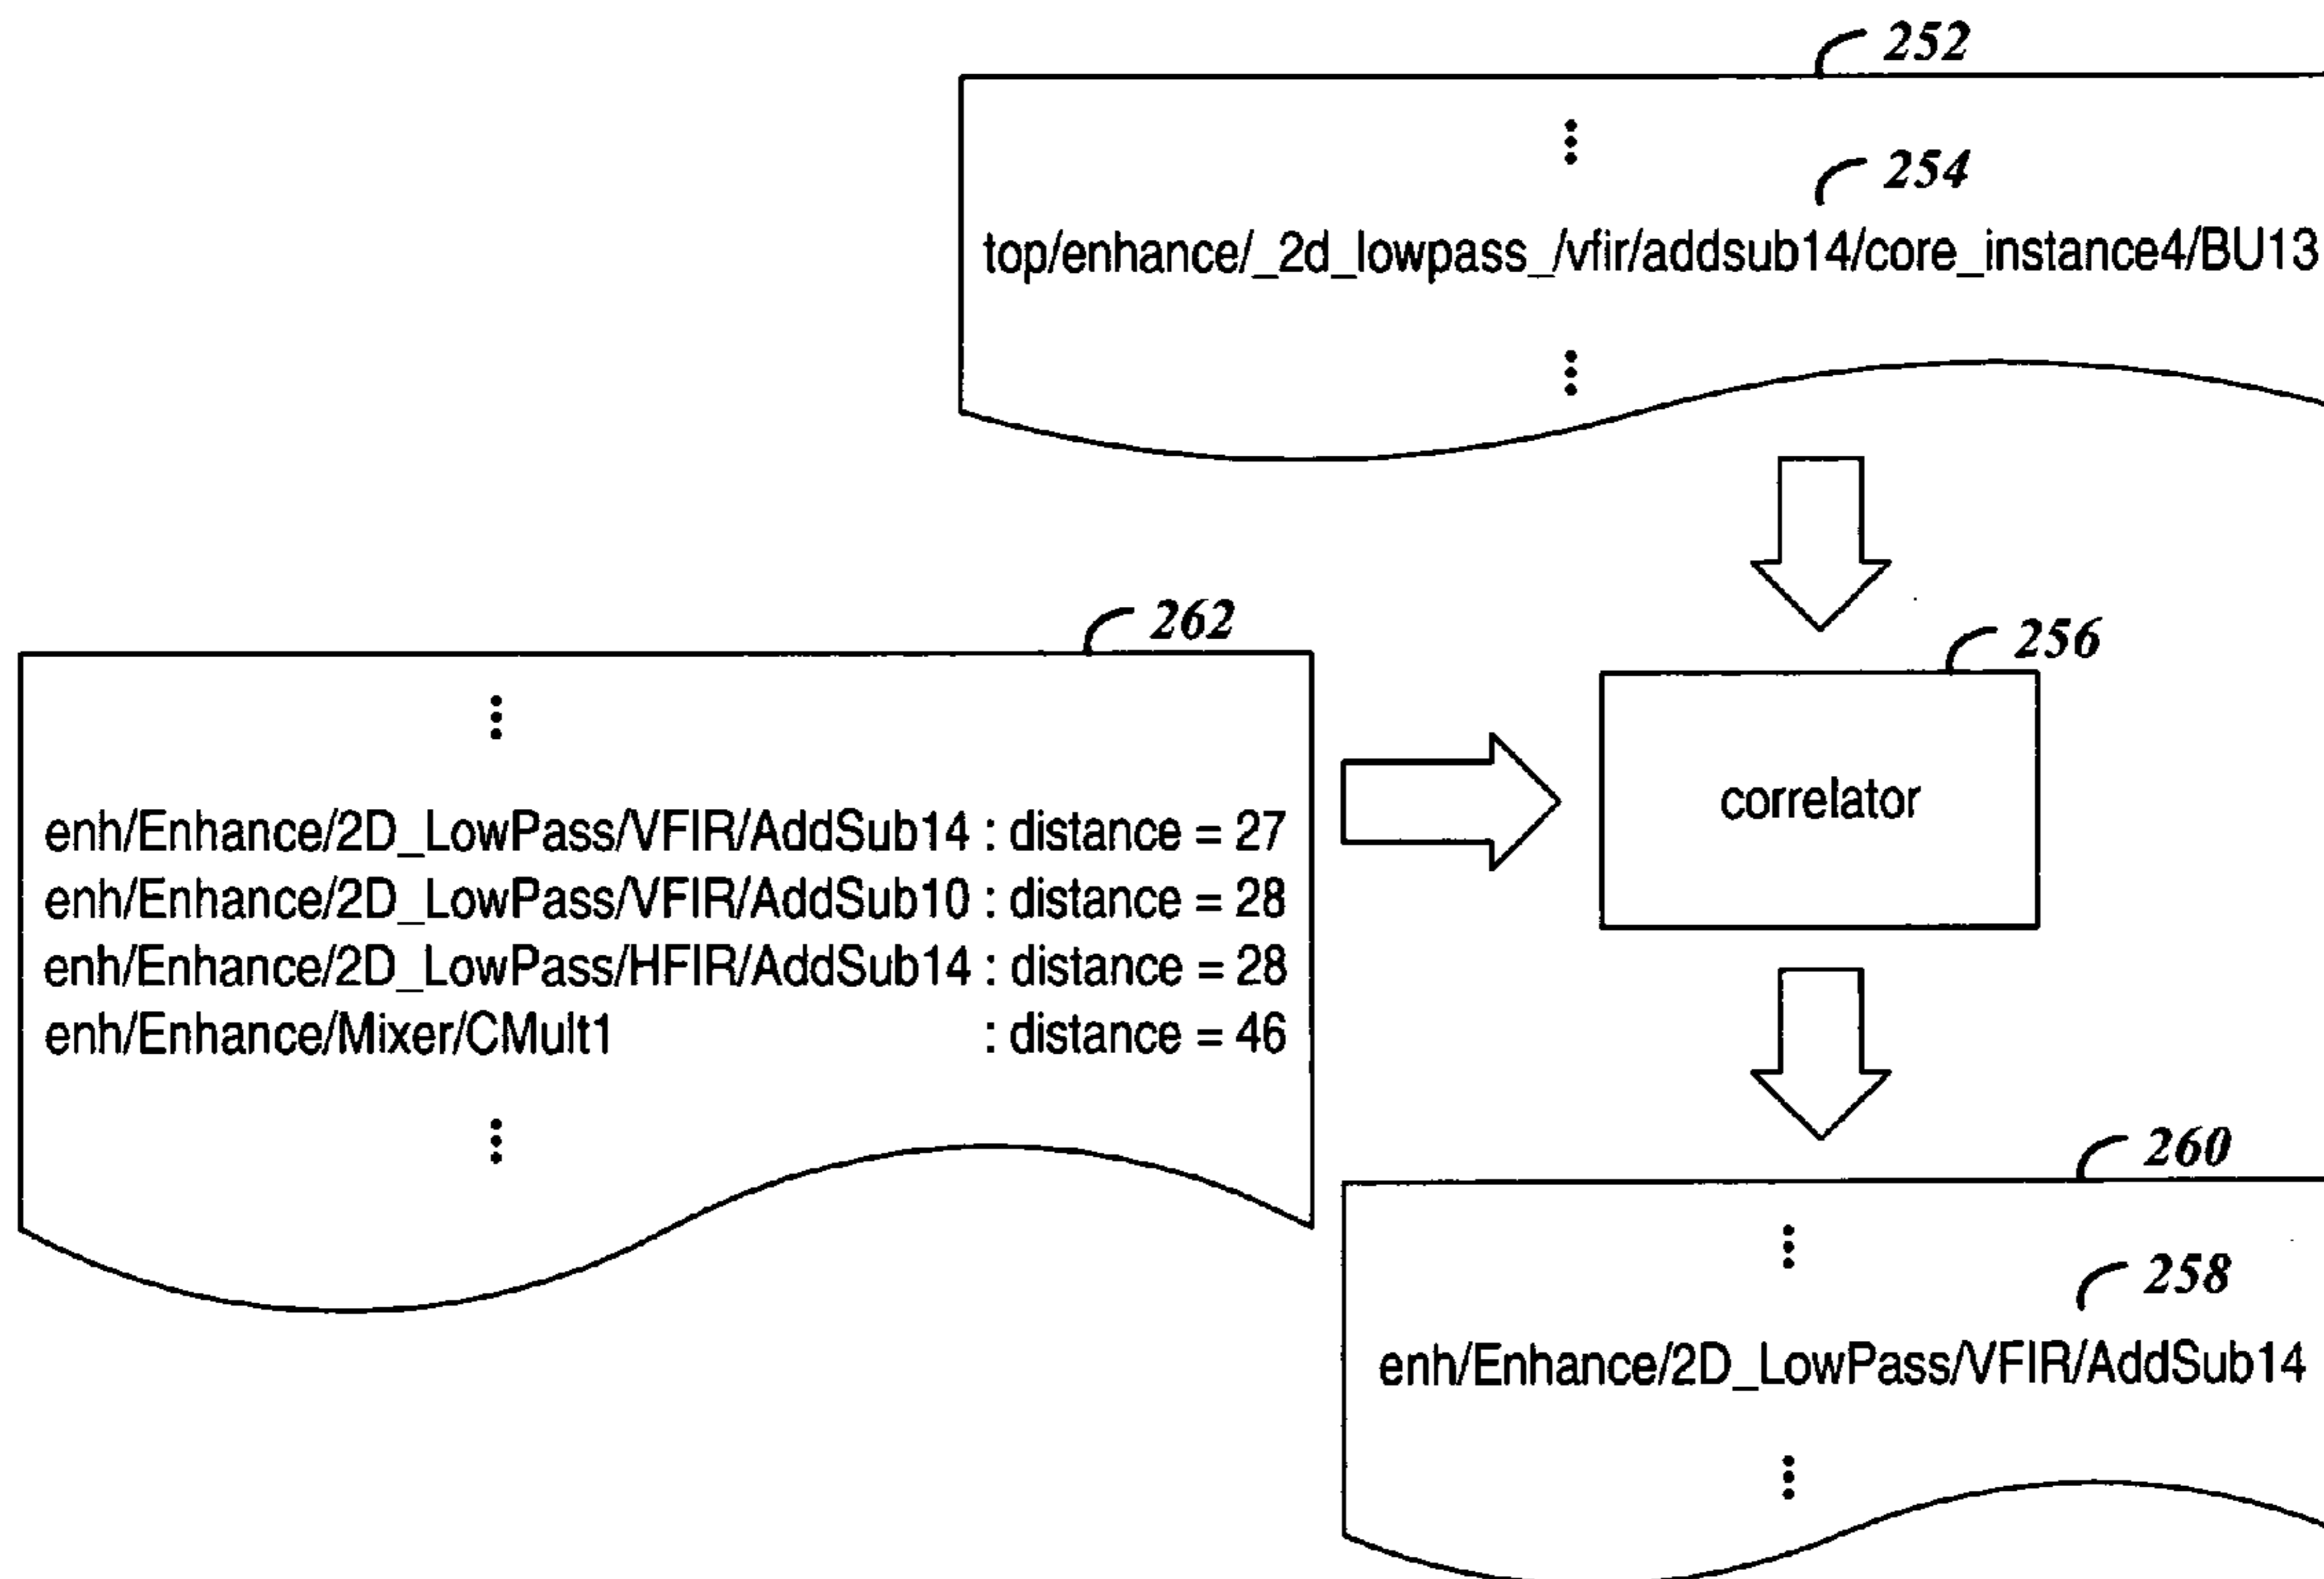 252
254
top/enhance/_2d_lowpass_/vfir/addsub14/core_instance4/BU13
262
256
enh/Enhance/2D_LowPass/VFIR/AddSub14 : distance = 27
enh/Enhance/2D_LowPass/VFIR/AddSub10 : distance = 28
enh/Enhance/2D_LowPass/HFIR/AddSub14 : distance = 28
enh/Enhance/Mixer/CMult1 : distance = 46
correlator
260
258
enh/Enhance/2D_LowPass/VFIR/AddSub14